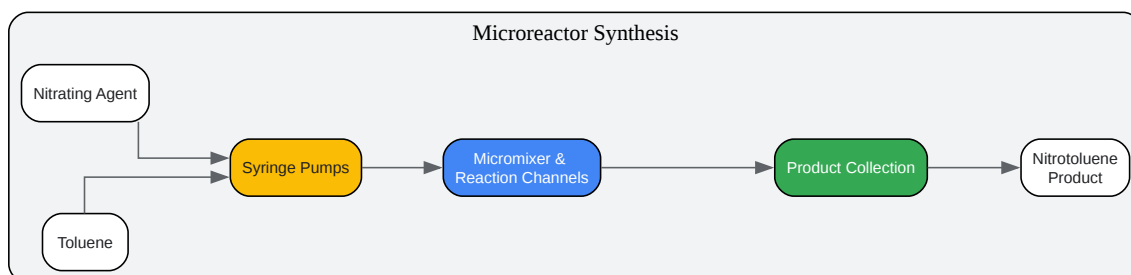 Microreactor Synthesis
Nitrating Agent
Toluene
Syringe Pumps
Micromixer &
Reaction Channels
Product Collection
Nitrotoluene
Product